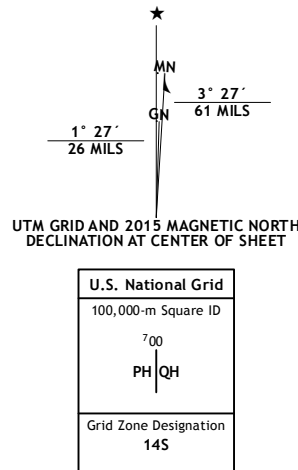 ★
MN
3° 27´
61 MILS
GN
1° 27´
26 MILS
UTM GRID AND 2015 MAGNETIC NORTH
DECLINATION AT CENTER OF SHEET
U.S. National Grid
100,000-m Square ID
⁷00
PH QH
Grid Zone Designation
14S